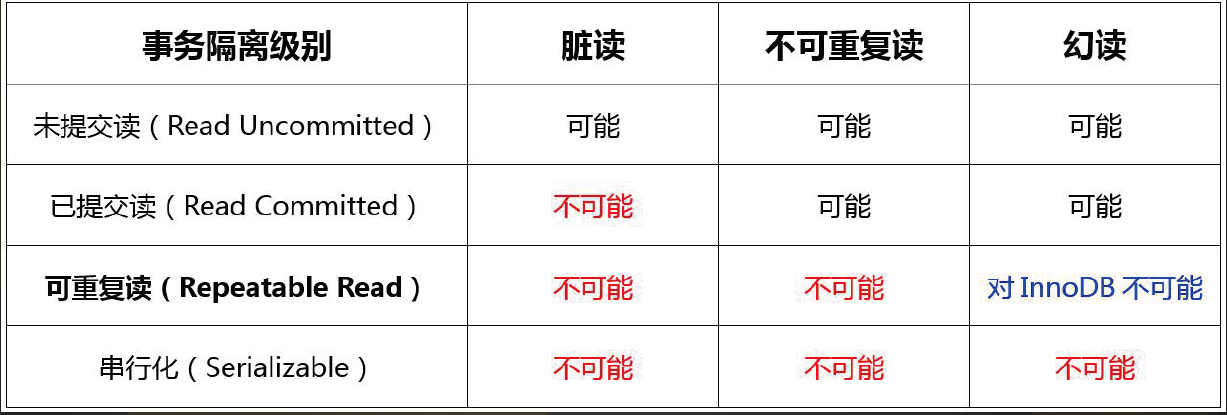 事务隔离级别 脏读 不可重复读 幻读
未提交读（Read Uncommitted） 可能 可能 可能
已提交读（Read Committed） 不可能 可能 可能
可重复读（Repeatable Read） 不可能 不可能 对 InnoDB 不可能
串行化（Serializable） 不可能 不可能 不可能